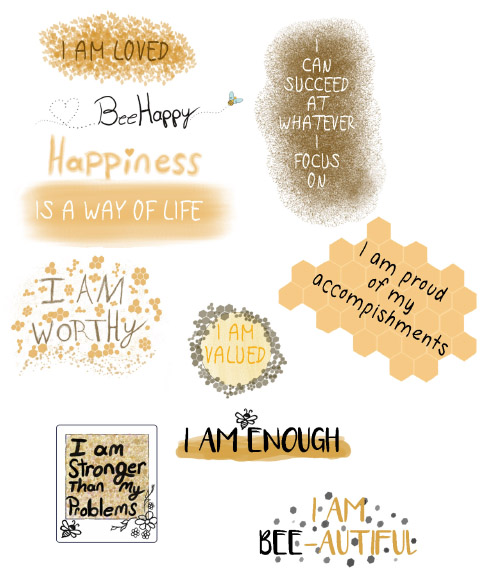 I AM LOVED
BeeHappy
Happiness
IS A WAY OF LIFE
I
CAN
SUCCEED
AT
WHATEVER
I
FOCUS
ON
I AM
WORTHY
I AM
VALUED
I am proud
of my
accomplishments
I AM ENOUGH
I am
Stronger
Than my
Problems
I AM
BEE-AUTIFUL